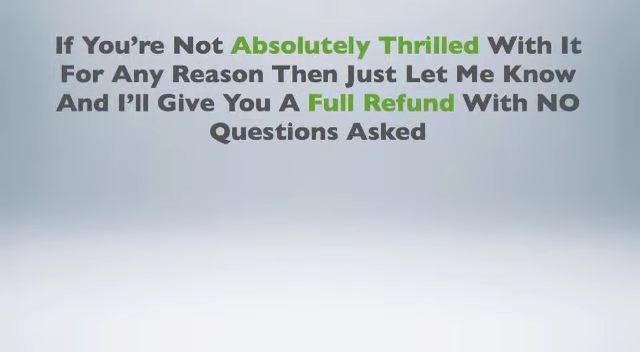 If You’re Not Absolutely Thrilled With It
For Any Reason Then Just Let Me Know
And I’ll Give You A Full Refund With NO
Questions Asked